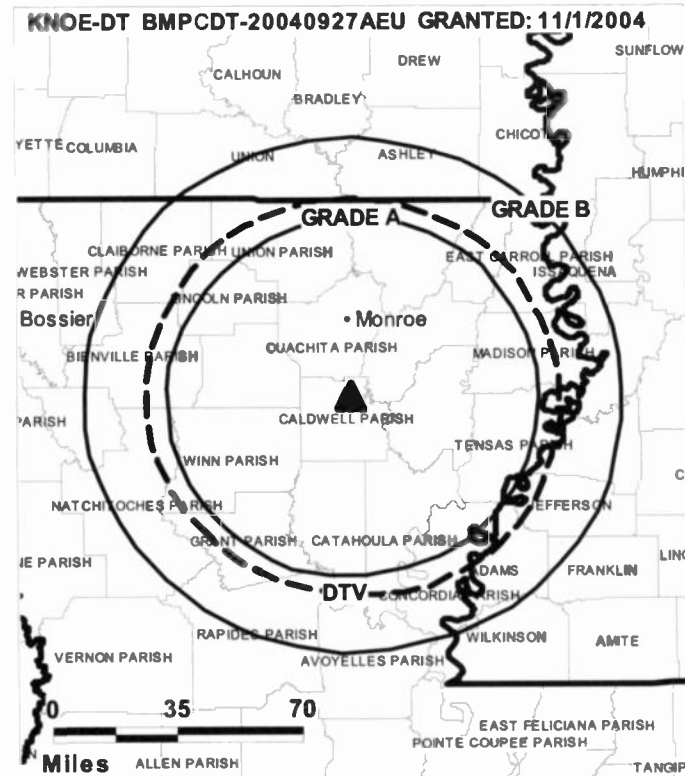 KNOE-DT BMPCDT-20040927AEU GRANTED: 11/1/2004
SUNFLOW
DREW
CALHOUN
BRADLEY
CHICOT
YETTE COLUMBIA
UNION
ASHLEY
HUMPHI
GRADE A
GRADE B
CLAIBORNE PARISH
UNION PARISH
EAST CARROLL PARISH
WEBSTER PARISH
ISSAQUENA
R PARISH
LINCOLN PARISH
Bossier
Monroe
OUACHITA PARISH
BIENVILLE PARISH
MADISON PARISH
PARISH
CALDWELL PARISH
TENSAS PARISH
WINN PARISH
NATCHITOCHES PARISH
JEFFERSON
GRANT PARISH
CATAHOULA PARISH
NE PARISH
ADAMS
FRANKLIN
LINC
DTV
CONCORDIA PARISH
RAPIDES PARISH
WILKINSON
AMITE
VERNON PARISH
AVOYELLES PARISH
0 35 70
EAST FELICIANA PARISH
POINTE COUPEE PARISH
Miles
ALLEN PARISH
TANGIP